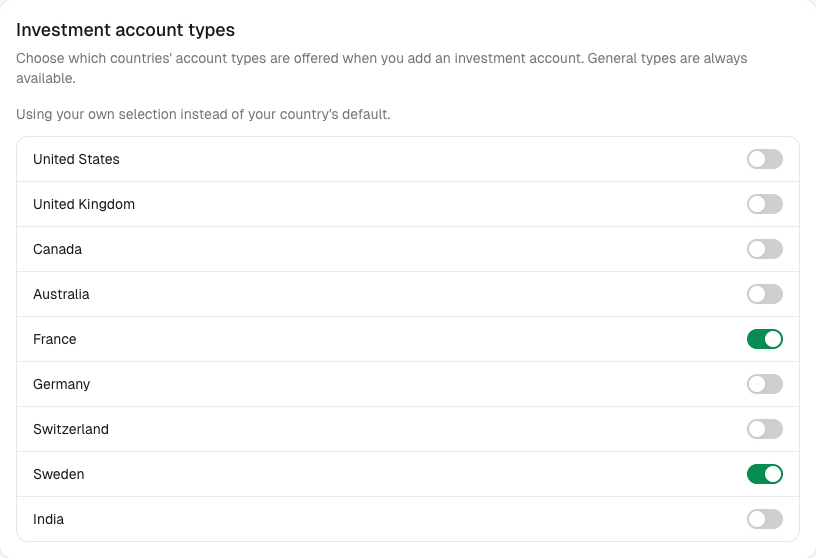 Investment account types
Choose which countries' account types are offered when you add an investment account. General types are always
available.
Using your own selection instead of your country's default.
United States
United Kingdom
Canada
Australia
France
Germany
Switzerland
Sweden
India